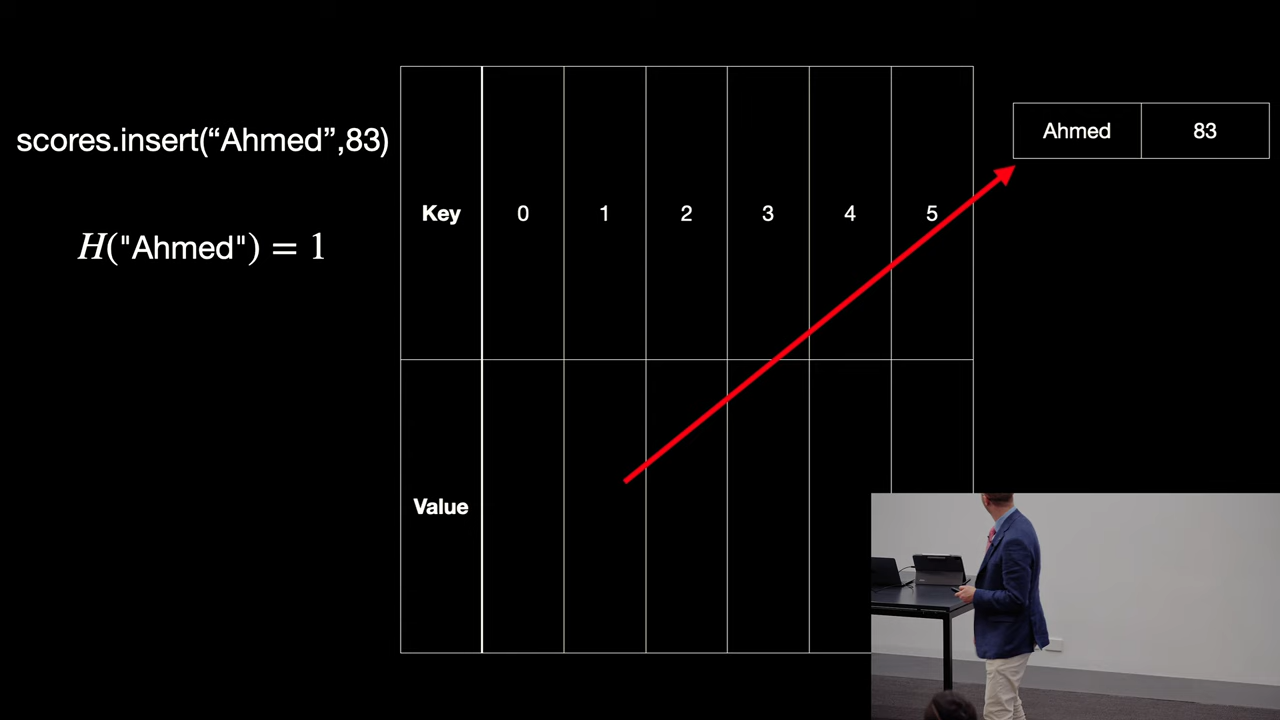 scores.insert(“Ahmed”,83)
H("Ahmed") = 1
Key 0 1 2 3 4 5
Value
Ahmed 83